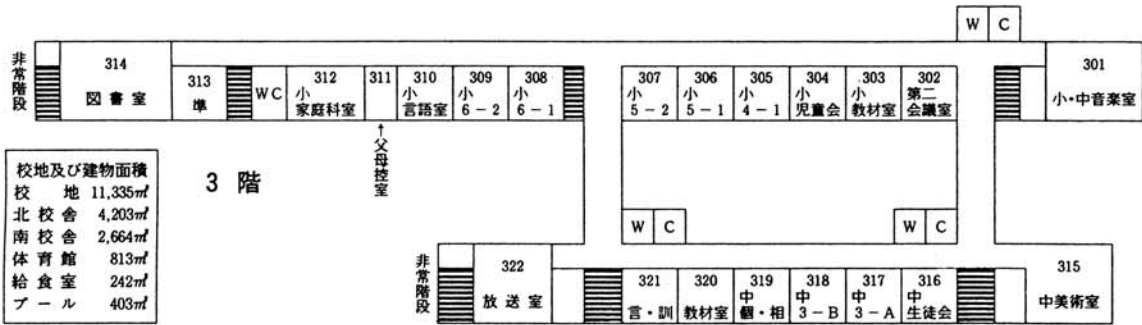 W C
非常階段
314
図書室
313
準
WC
312
小
家庭科室
311
↑父母控室
310
小
言語室
309
小
6-2
308
小
6-1
307
小
5-2
306
小
5-1
305
小
4-1
304
小
児童会
303
小
教材室
302
第二
会議室
301
小・中音楽室
3 階
校地及び建物面積
校地 11,335㎡
北校舎 4,203㎡
南校舎 2,664㎡
体育館 813㎡
給食室 242㎡
プール 403㎡
W C
W C
非常階段
322
放送室
321
言・訓
320
教材室
319
中
個・相
318
中
3-B
317
中
3-A
316
中
生徒会
315
中美術室